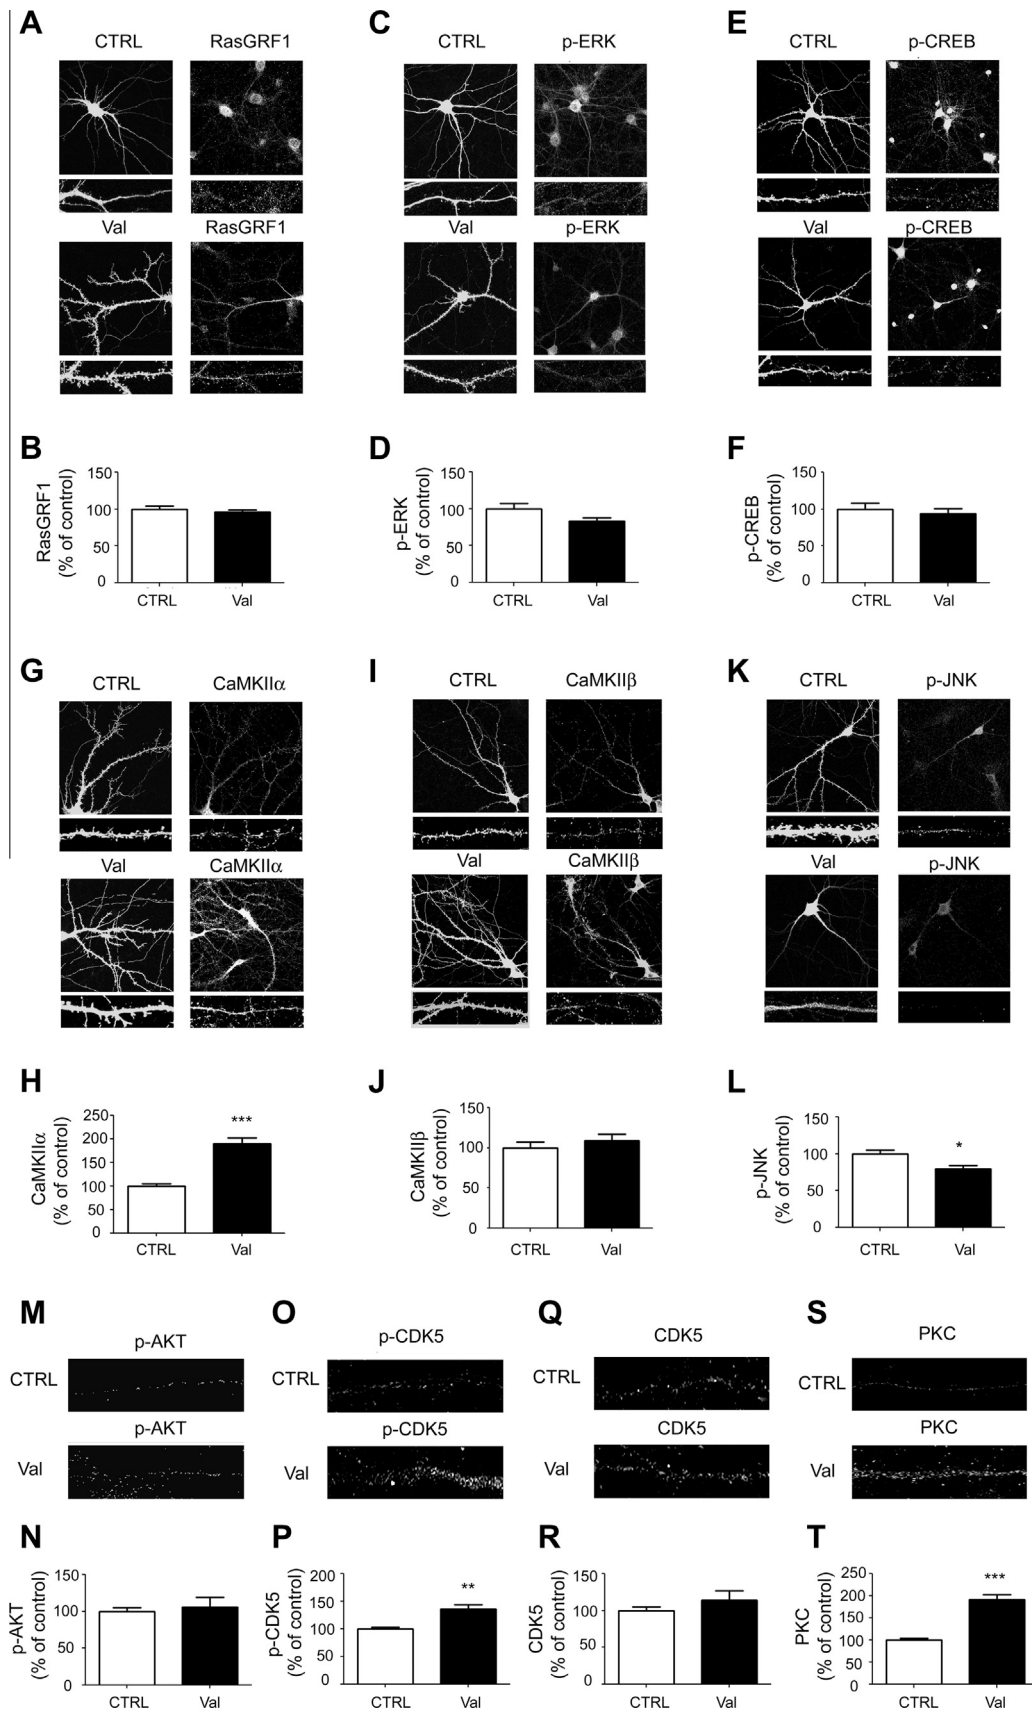 A
CTRL RasGRF1
Val RasGRF1
C
CTRL p-ERK
Val p-ERK
E
CTRL p-CREB
Val p-CREB
B
RasGRF1
(% of control)
150
100
50
0
CTRL Val
D
p-ERK
(% of control)
150
100
50
0
CTRL Val
F
p-CREB
(% of control)
150
100
50
0
CTRL Val
G
CTRL CaMKIIα
Val CaMKIIα
I
CTRL CaMKIIβ
Val CaMKIIβ
K
CTRL p-JNK
Val p-JNK
H
CaMKIIα
(% of control)
250
200
150
100
50
0
***
CTRL Val
J
CaMKIIβ
(% of control)
150
100
50
0
CTRL Val
L
p-JNK
(% of control)
150
100
50
0
*
CTRL Val
M
p-AKT
CTRL
p-AKT
Val
O
p-CDK5
CTRL
p-CDK5
Val
Q
CDK5
CTRL
CDK5
Val
S
PKC
CTRL
PKC
Val
N
p-AKT
(% of control)
150
100
50
0
CTRL Val
P
p-CDK5
(% of control)
200
150
100
50
0
**
CTRL Val
R
CDK5
(% of control)
150
100
50
0
CTRL Val
T
PKC
(% of control)
250
200
150
100
50
0
***
CTRL Val